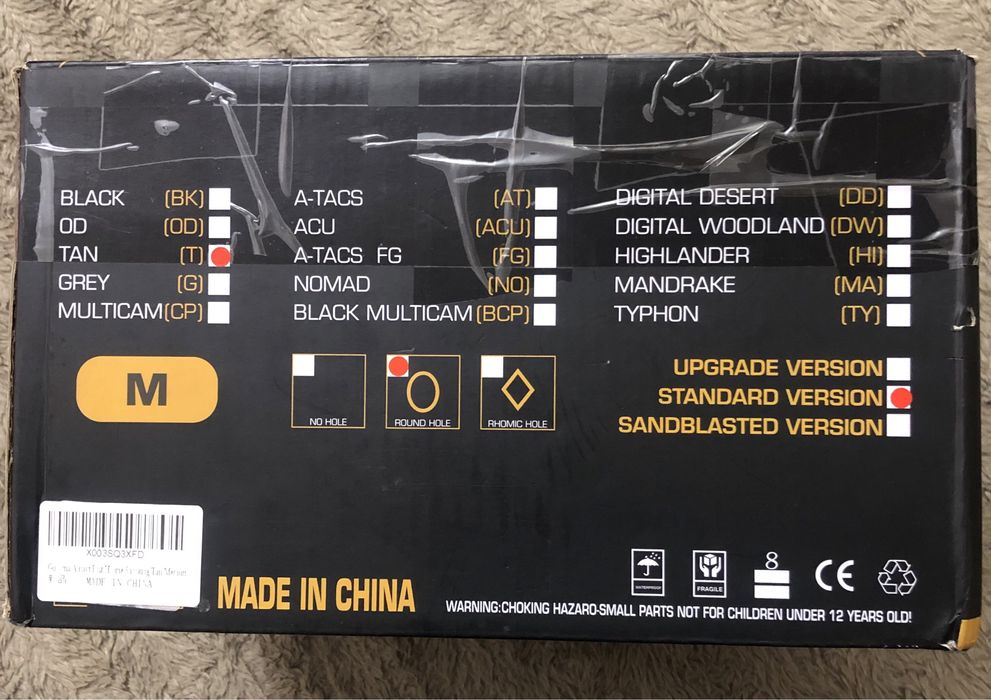 BLACK (BK)
OD (OD)
TAN (T)
GREY (G)
MULTICAM (CP)
A-TACS (AT)
ACU (ACU)
A-TACS FG (FG)
NOMAD (NO)
BLACK MULTICAM (BCP)
DIGITAL DESERT (DD)
DIGITAL WOODLAND (DW)
HIGHLANDER (HI)
MANDRAKE (MA)
TYPHON (TY)
M
NO HOLE
ROUND HOLE
RHOMIC HOLE
UPGRADE VERSION
STANDARD VERSION
SANDBLASTED VERSION
X003SQ3XFD
MADE IN CHINA
MADE IN CHINA
WATERPROOF
FRAGILE
8
CE
WARNING:CHOKING HAZARD-SMALL PARTS NOT FOR CHILDREN UNDER 12 YEARS OLD!